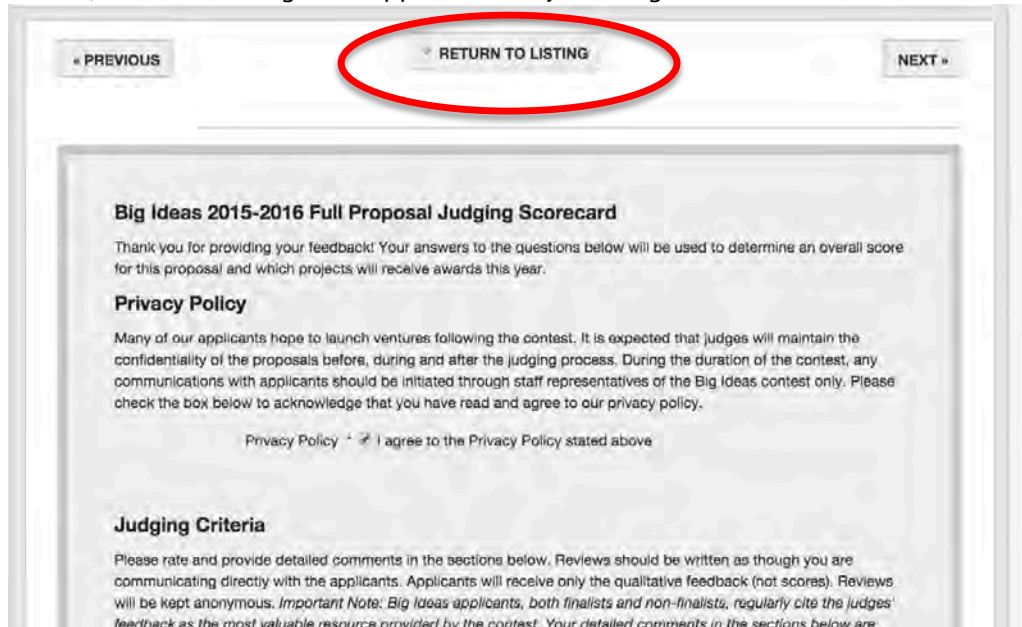 « PREVIOUS
RETURN TO LISTING
NEXT »
Big Ideas 2015-2016 Full Proposal Judging Scorecard
Thank you for providing your feedback! Your answers to the questions below will be used to determine an overall score
for this proposal and which projects will receive awards this year.
Privacy Policy
Many of our applicants hope to launch ventures following the contest. It is expected that judges will maintain the
confidentiality of the proposals before, during and after the judging process. During the duration of the contest, any
communications with applicants should be initiated through staff representatives of the Big Ideas contest only. Please
check the box below to acknowledge that you have read and agree to our privacy policy.
Privacy Policy * I agree to the Privacy Policy stated above
Judging Criteria
Please rate and provide detailed comments in the sections below. Reviews should be written as though you are
communicating directly with the applicants. Applicants will receive only the qualitative feedback (not scores). Reviews
will be kept anonymous. Important Note: Big Ideas applicants, both finalists and non-finalists, regularly cite the judges'
feedback as the most valuable resource provided by the contest. Your detailed comments in the sections below are